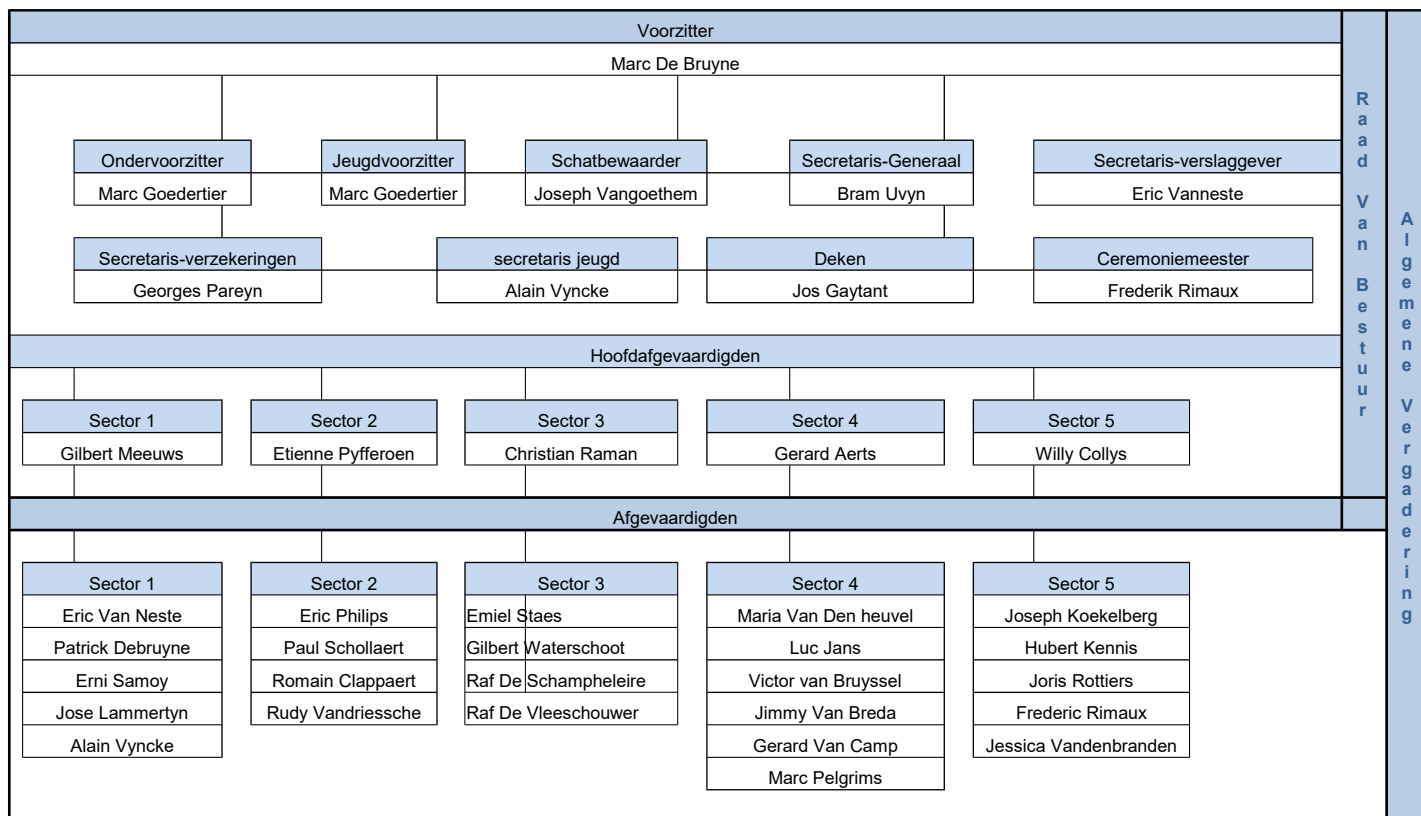 Voorzitter
Marc De Bruyne
Ondervoorzitter
Marc Goedertier
Jeugdvoorzitter
Marc Goedertier
Schatbewaarder
Joseph Vangoethem
Secretaris-Generaal
Bram Uvyn
Secretaris-verslaggever
Eric Vanneste
Secretaris-verzekeringen
Georges Pareyn
secretaris jeugd
Alain Vyncke
Deken
Jos Gaytant
Ceremoniemeester
Frederik Rimaux
Hoofdafgevaardigden
Sector 1
Gilbert Meeuws
Sector 2
Etienne Pyfferoen
Sector 3
Christian Raman
Sector 4
Gerard Aerts
Sector 5
Willy Collys
Afgevaardigden
Sector 1
Eric Van Neste
Patrick Debruyne
Erni Samoy
Jose Lammertyn
Alain Vyncke
Sector 2
Eric Philips
Paul Schollaert
Romain Clappaert
Rudy Vandriessche
Sector 3
Emiel Staes
Gilbert Waterschoot
Raf De Schampheleire
Raf De Vleeschouwer
Sector 4
Maria Van Den heuvel
Luc Jans
Victor van Bruyssel
Jimmy Van Breda
Gerard Van Camp
Marc Pelgrims
Sector 5
Joseph Koekelberg
Hubert Kennis
Joris Rottiers
Frederic Rimaux
Jessica Vandenbranden
Raad Van Bestuur
Algemene Vergadering